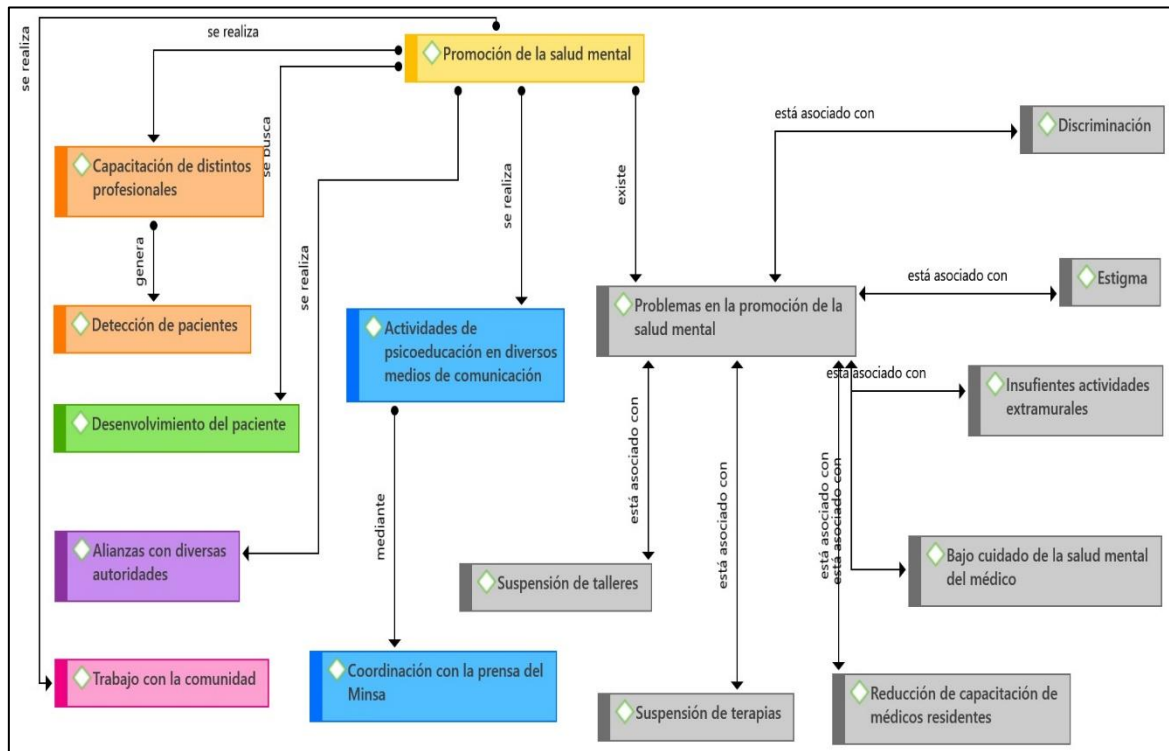 se realiza
se realiza
Promoción de la salud mental
está asociado con
Discriminación
Capacitación de distintos
profesionales
se busca
se realiza
se realiza
existe
genera
está asociado con
Estigma
Detección de pacientes
Actividades de
psicoeducación en diversos
medios de comunicación
Problemas en la promoción de la
salud mental
está asociado con
Insufientes actividades
extramurales
Desenvolvimiento del paciente
mediante
está asociado con
está asociado con
está asociado con
está asociado con
Alianzas con diversas
autoridades
Suspensión de talleres
Bajo cuidado de la salud mental
del médico
Trabajo con la comunidad
Coordinación con la prensa del
Minsa
Suspensión de terapias
Reducción de capacitación de
médicos residentes